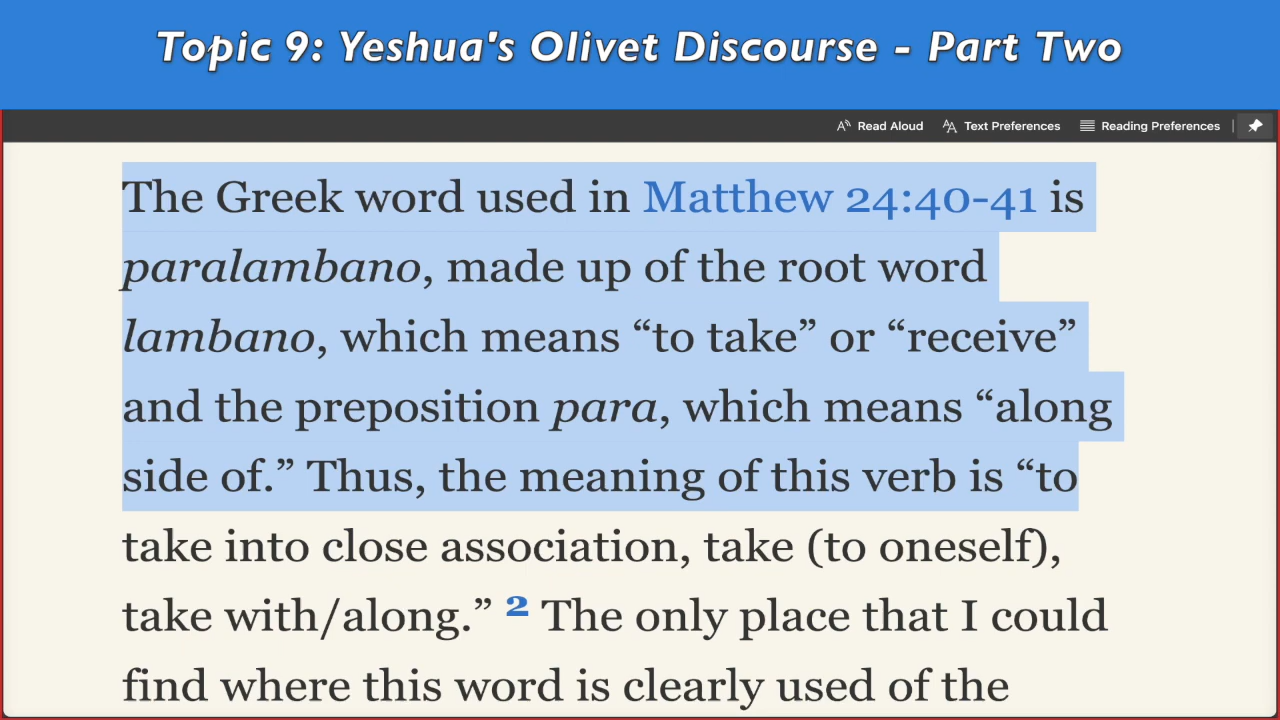 Topic 9: Yeshua's Olivet Discourse - Part Two
Read Aloud Text Preferences Reading Preferences
The Greek word used in Matthew 24:40-41 is
paralambano, made up of the root word
lambano, which means “to take” or “receive”
and the preposition para, which means “along
side of.” Thus, the meaning of this verb is “to
take into close association, take (to oneself),
take with/along.” 2 The only place that I could
find where this word is clearly used of the